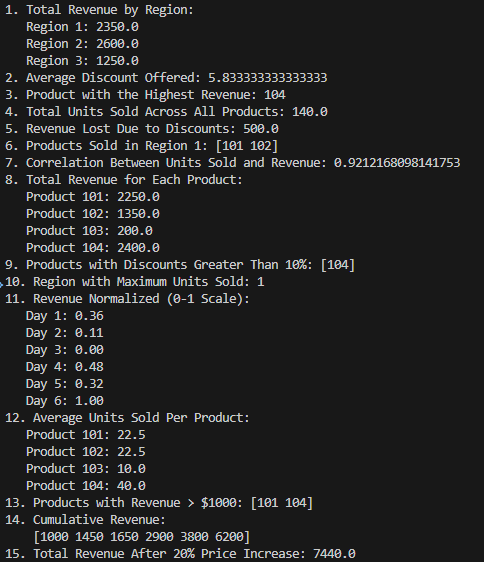 1. Total Revenue by Region:
Region 1: 2350.0
Region 2: 2600.0
Region 3: 1250.0
2. Average Discount Offered: 5.833333333333333
3. Product with the Highest Revenue: 104
4. Total Units Sold Across All Products: 140.0
5. Revenue Lost Due to Discounts: 500.0
6. Products Sold in Region 1: [101 102]
7. Correlation Between Units Sold and Revenue: 0.9212168098141753
8. Total Revenue for Each Product:
Product 101: 2250.0
Product 102: 1350.0
Product 103: 200.0
Product 104: 2400.0
9. Products with Discounts Greater Than 10%: [104]
10. Region with Maximum Units Sold: 1
11. Revenue Normalized (0-1 Scale):
Day 1: 0.36
Day 2: 0.11
Day 3: 0.00
Day 4: 0.48
Day 5: 0.32
Day 6: 1.00
12. Average Units Sold Per Product:
Product 101: 22.5
Product 102: 22.5
Product 103: 10.0
Product 104: 40.0
13. Products with Revenue > $1000: [101 104]
14. Cumulative Revenue:
[1000 1450 1650 2900 3800 6200]
15. Total Revenue After 20% Price Increase: 7440.0